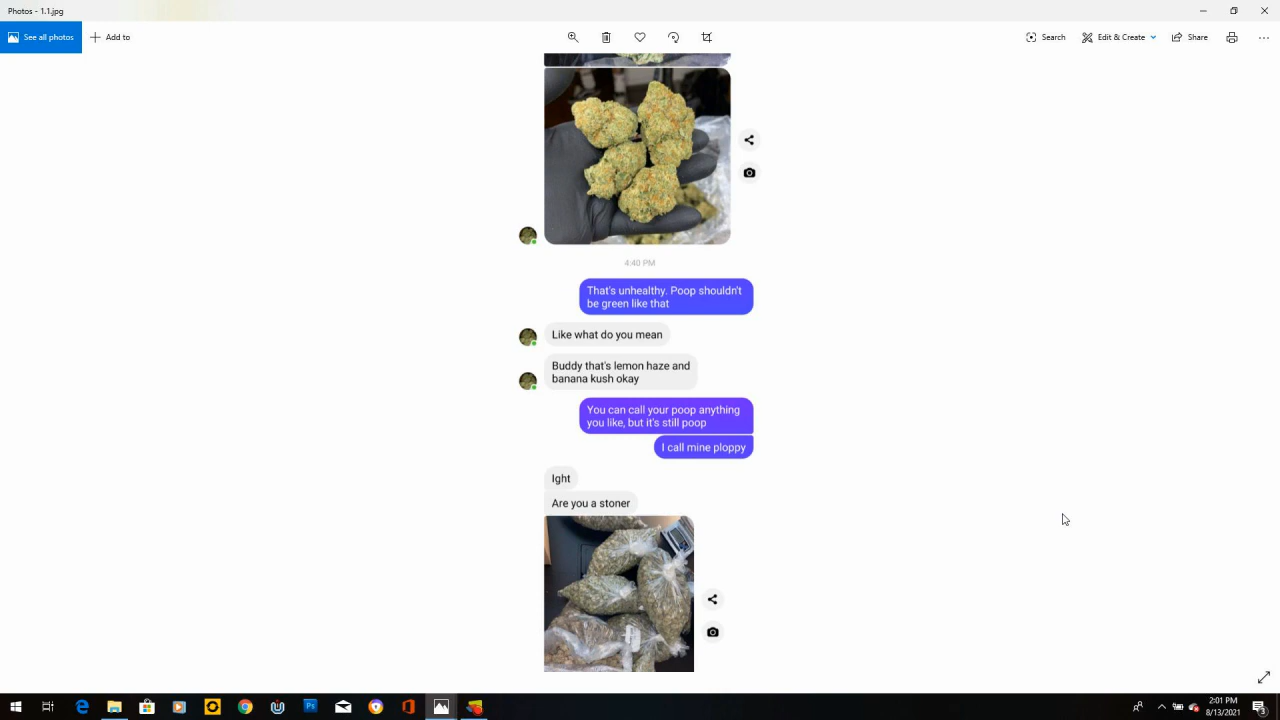 Photos - 1.1.jpg
See all photos
Add to
Search
Edit & Create
Share
4:40 PM
That's unhealthy. Poop shouldn't
be green like that
Like what do you mean
Buddy that's lemon haze and
banana kush okay
You can call your poop anything
you like, but it's still poop
I call mine ploppy
Ight
Are you a stoner
2:01 PM
8/13/2021